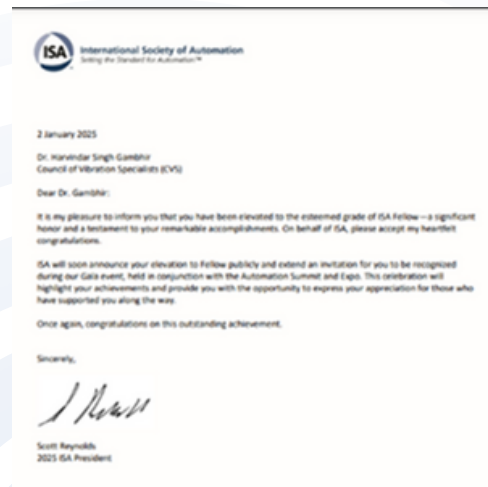 ISA
International Society of Automation
Setting the Standard for Automation™
2 January 2025
Dr. Harvindar Singh Gambhir
Council of Vibration Specialists (CVS)
Dear Dr. Gambhir:
It is my pleasure to inform you that you have been elevated to the esteemed grade of ISA Fellow—a significant
honor and a testament to your remarkable accomplishments. On behalf of ISA, please accept my heartfelt
congratulations.
ISA will soon announce your elevation to Fellow publicly and extend an invitation for you to be recognized
during our Gala event, held in conjunction with the Automation Summit and Expo. This celebration will
highlight your achievements and provide you with the opportunity to express your appreciation for those who
have supported you along the way.
Once again, congratulations on this outstanding achievement.
Sincerely,
Scott Reynolds
2025 ISA President